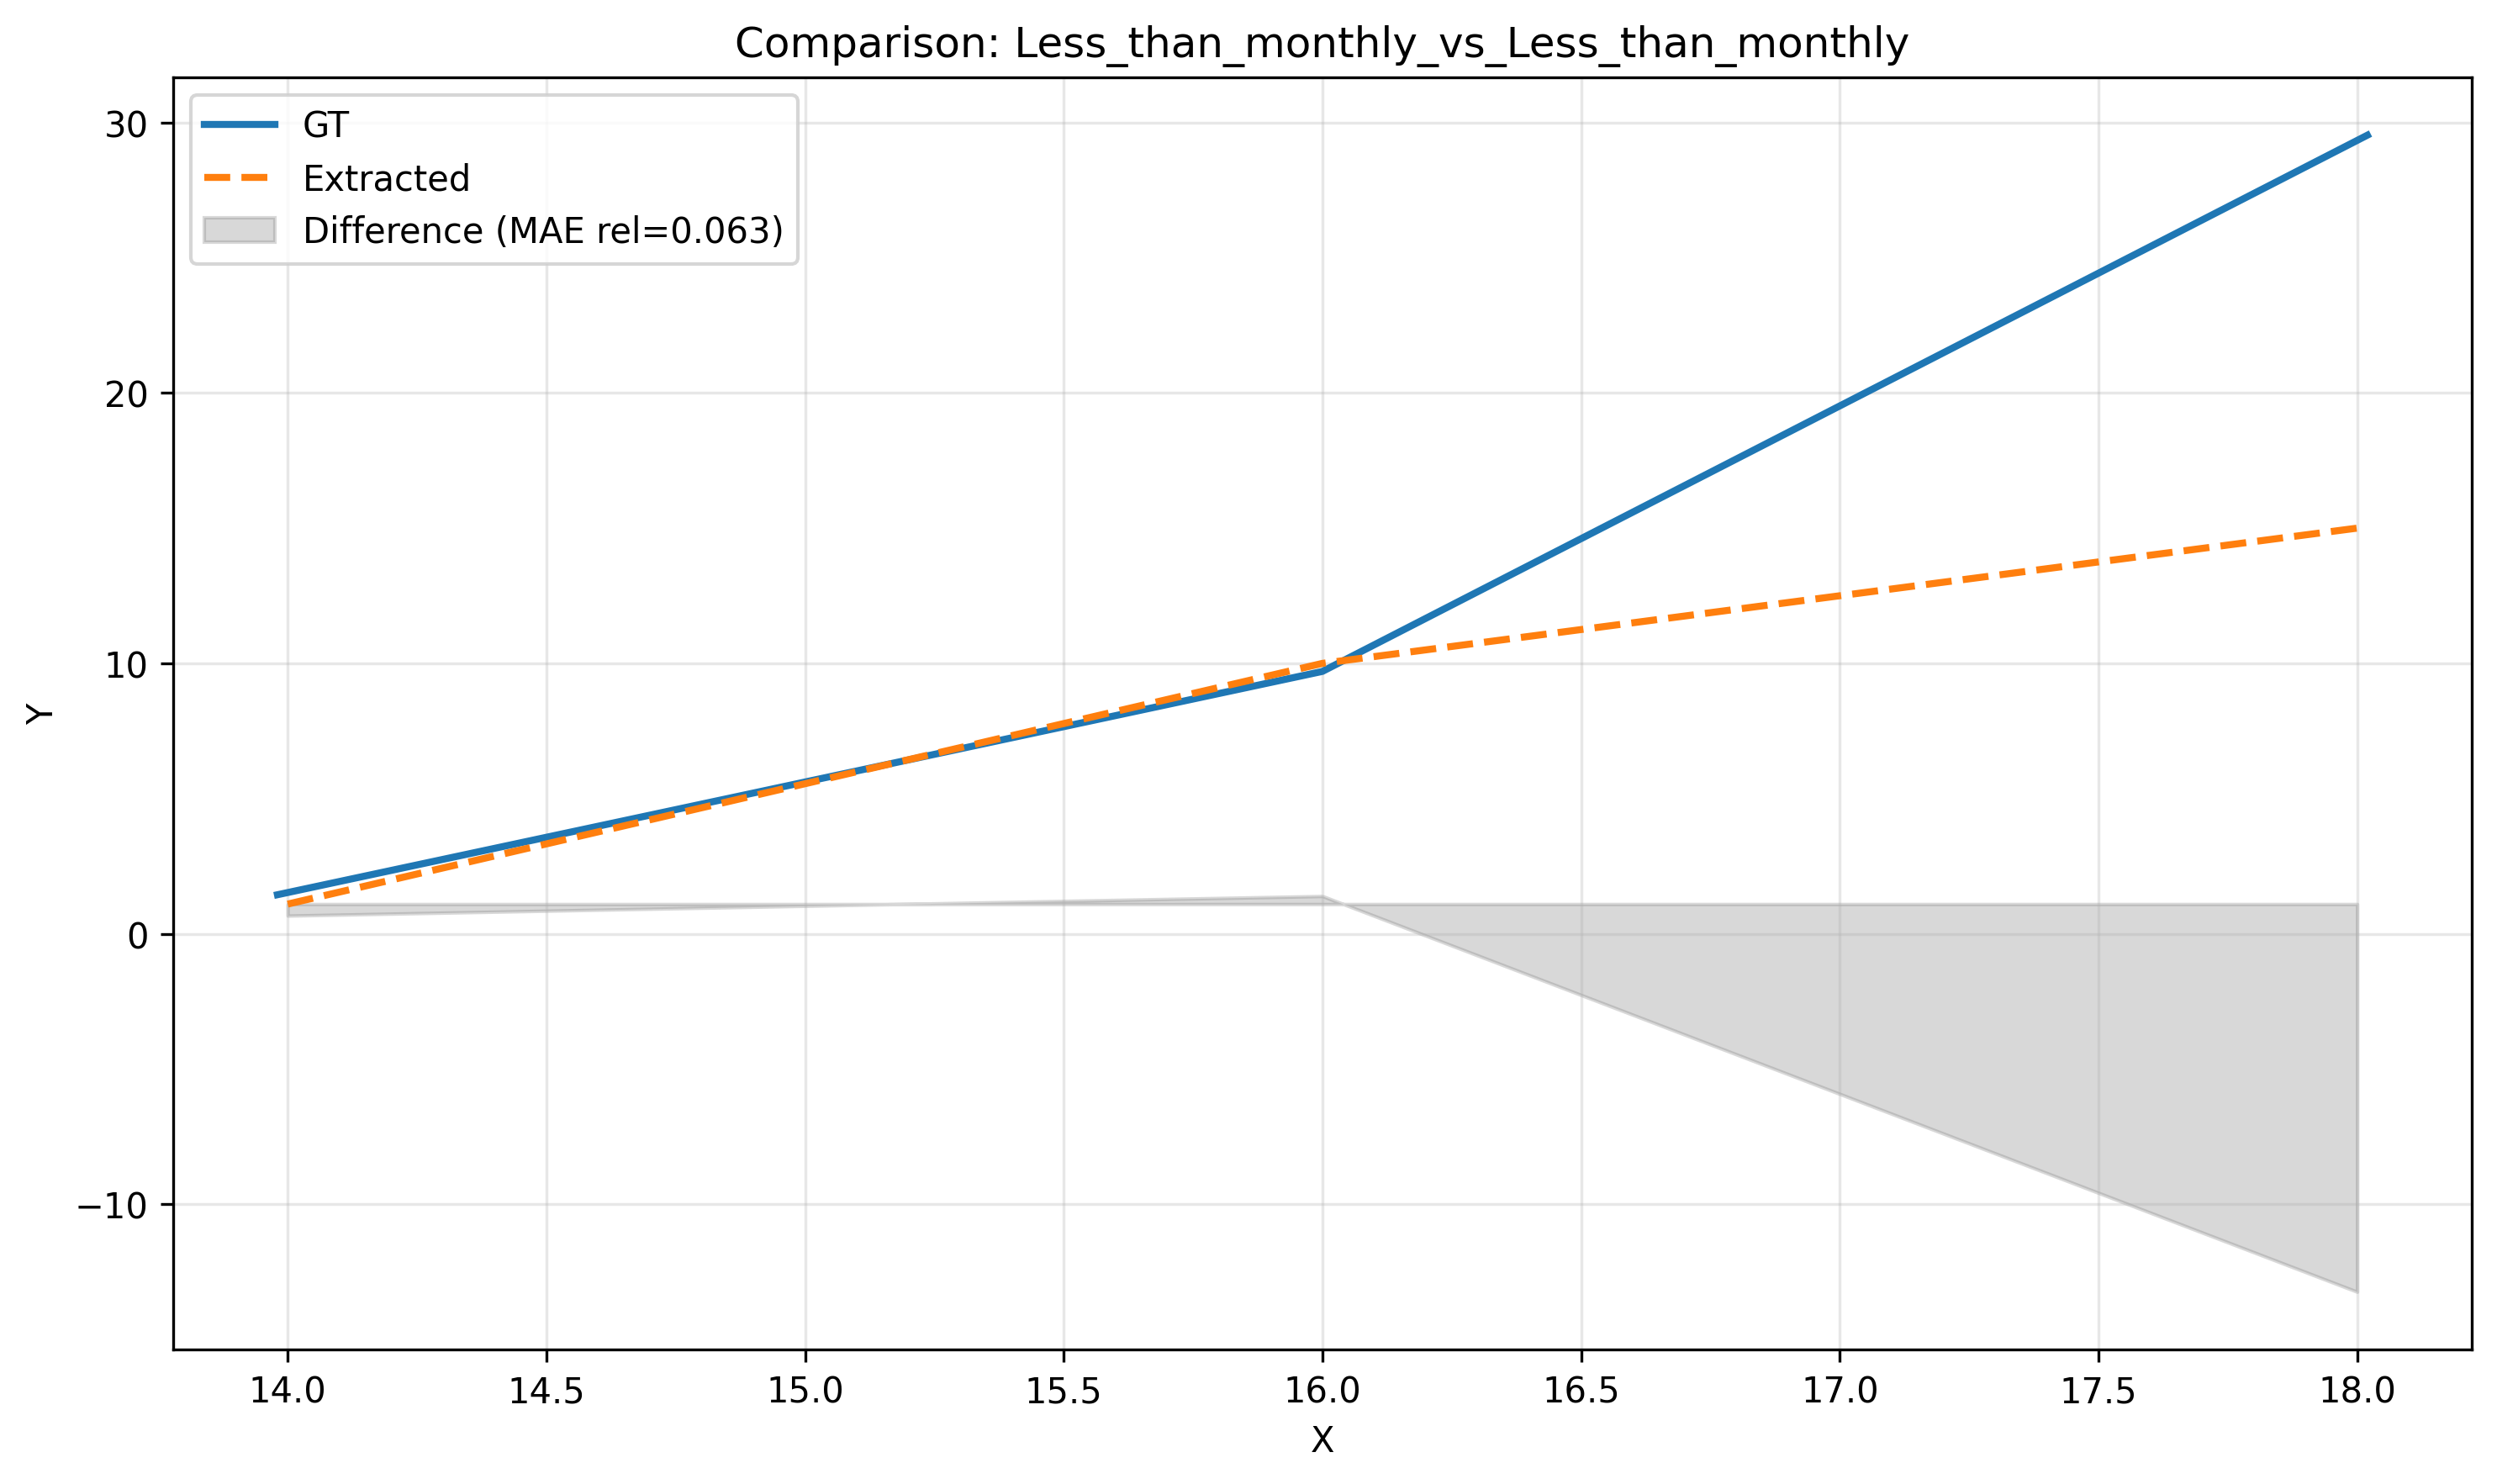 Comparison: Less_than_monthly_vs_Less_than_monthly
GT
Extracted
Difference (MAE rel=0.063)
30
20
10
0
−10
Y
14.0 14.5 15.0 15.5 16.0 16.5 17.0 17.5 18.0
X